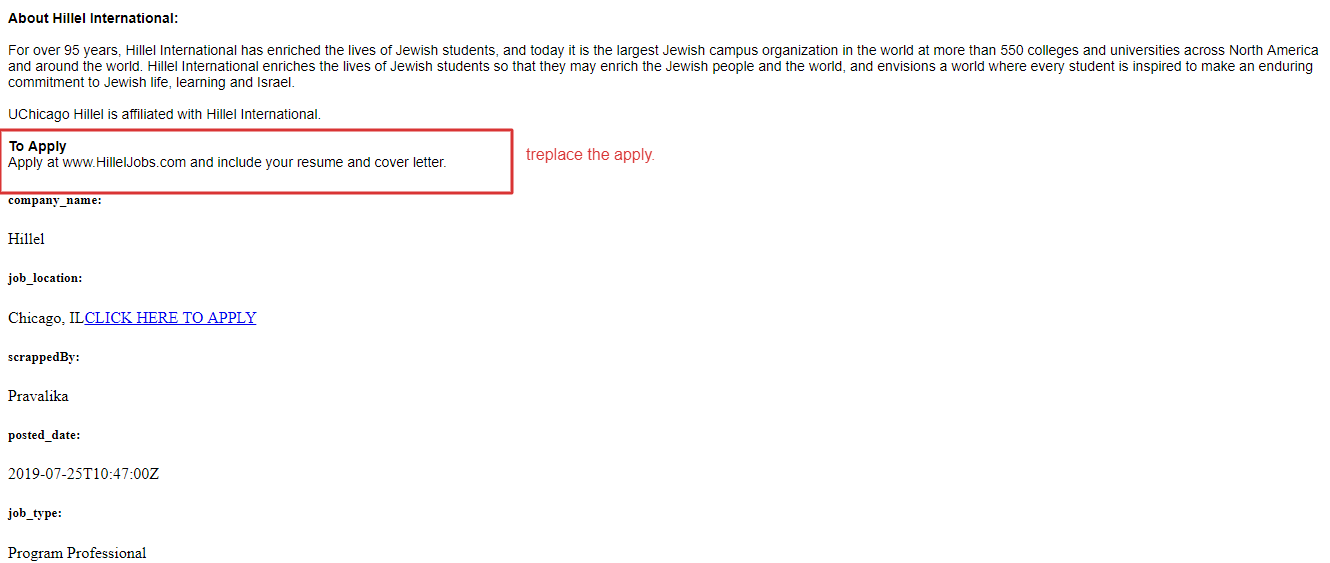 About Hillel International:
For over 95 years, Hillel International has enriched the lives of Jewish students, and today it is the largest Jewish campus organization in the world at more than 550 colleges and universities across North America
and around the world. Hillel International enriches the lives of Jewish students so that they may enrich the Jewish people and the world, and envisions a world where every student is inspired to make an enduring
commitment to Jewish life, learning and Israel.
UChicago Hillel is affiliated with Hillel International.
To Apply
Apply at www.HillelJobs.com and include your resume and cover letter.
treplace the apply.
company_name:
Hillel
job_location:
Chicago, ILCLICK HERE TO APPLY
scrappedBy:
Pravalika
posted_date:
2019-07-25T10:47:00Z
job_type:
Program Professional